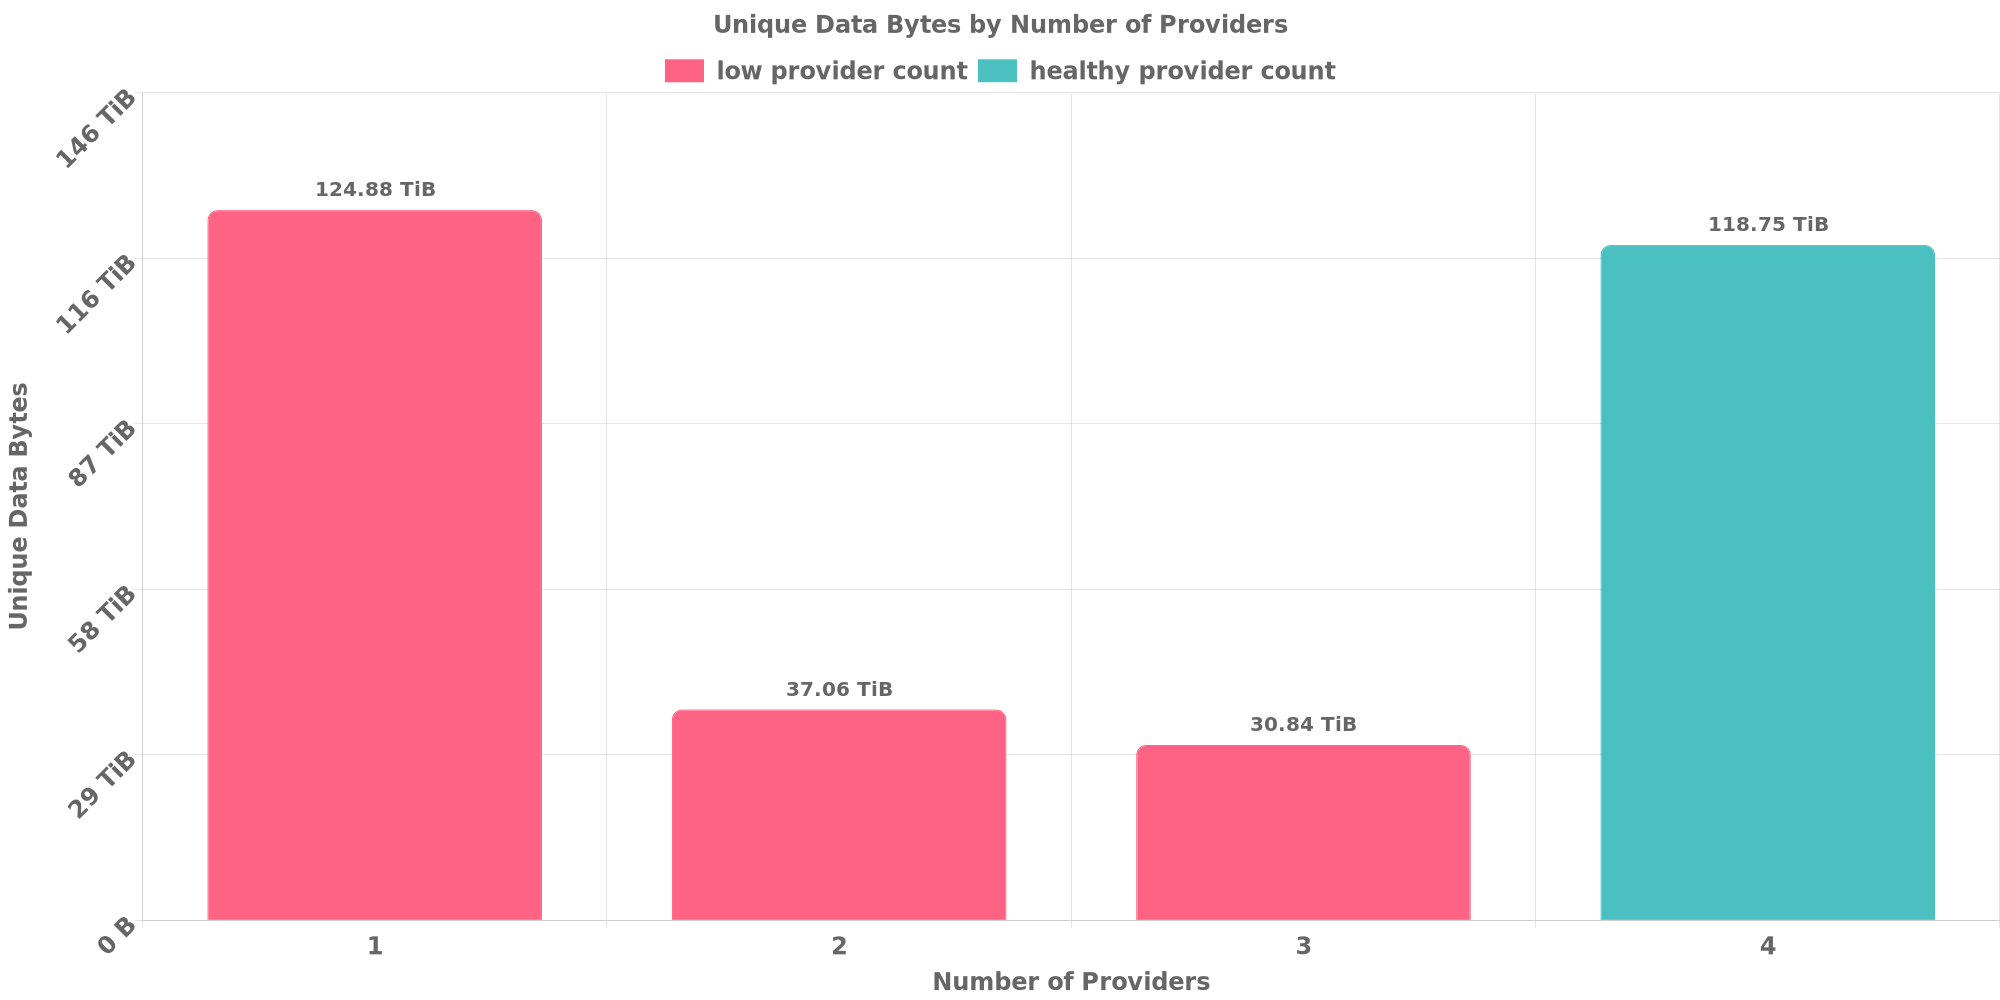 Unique Data Bytes by Number of Providers
low provider count healthy provider count
146 TiB
116 TiB
87 TiB
58 TiB
29 TiB
0 B
Unique Data Bytes
124.88 TiB
37.06 TiB
30.84 TiB
118.75 TiB
1 2 3 4
Number of Providers